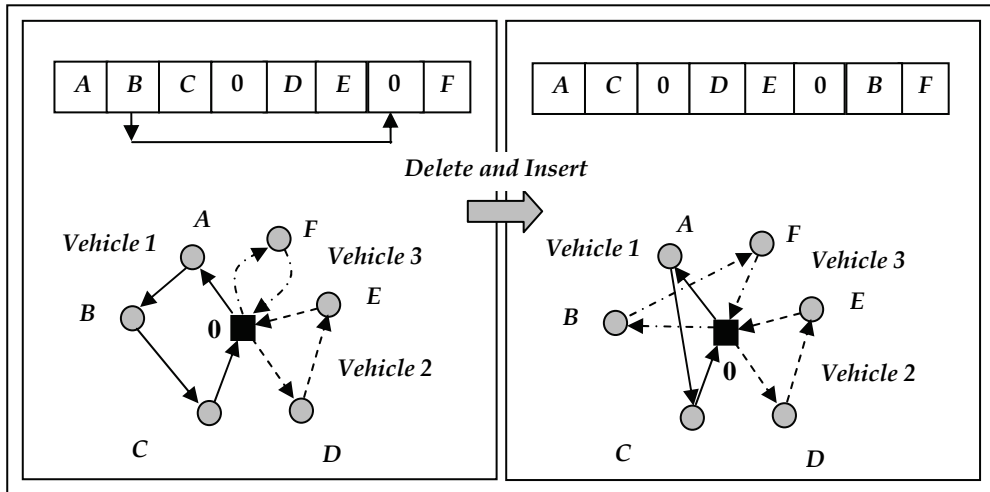 A B C 0 D E 0 F
A C 0 D E 0 B F
Delete and Insert
A
F
Vehicle 1
Vehicle 3
B
E
0
Vehicle 2
C
D
A
F
Vehicle 1
Vehicle 3
B
E
0
Vehicle 2
C
D